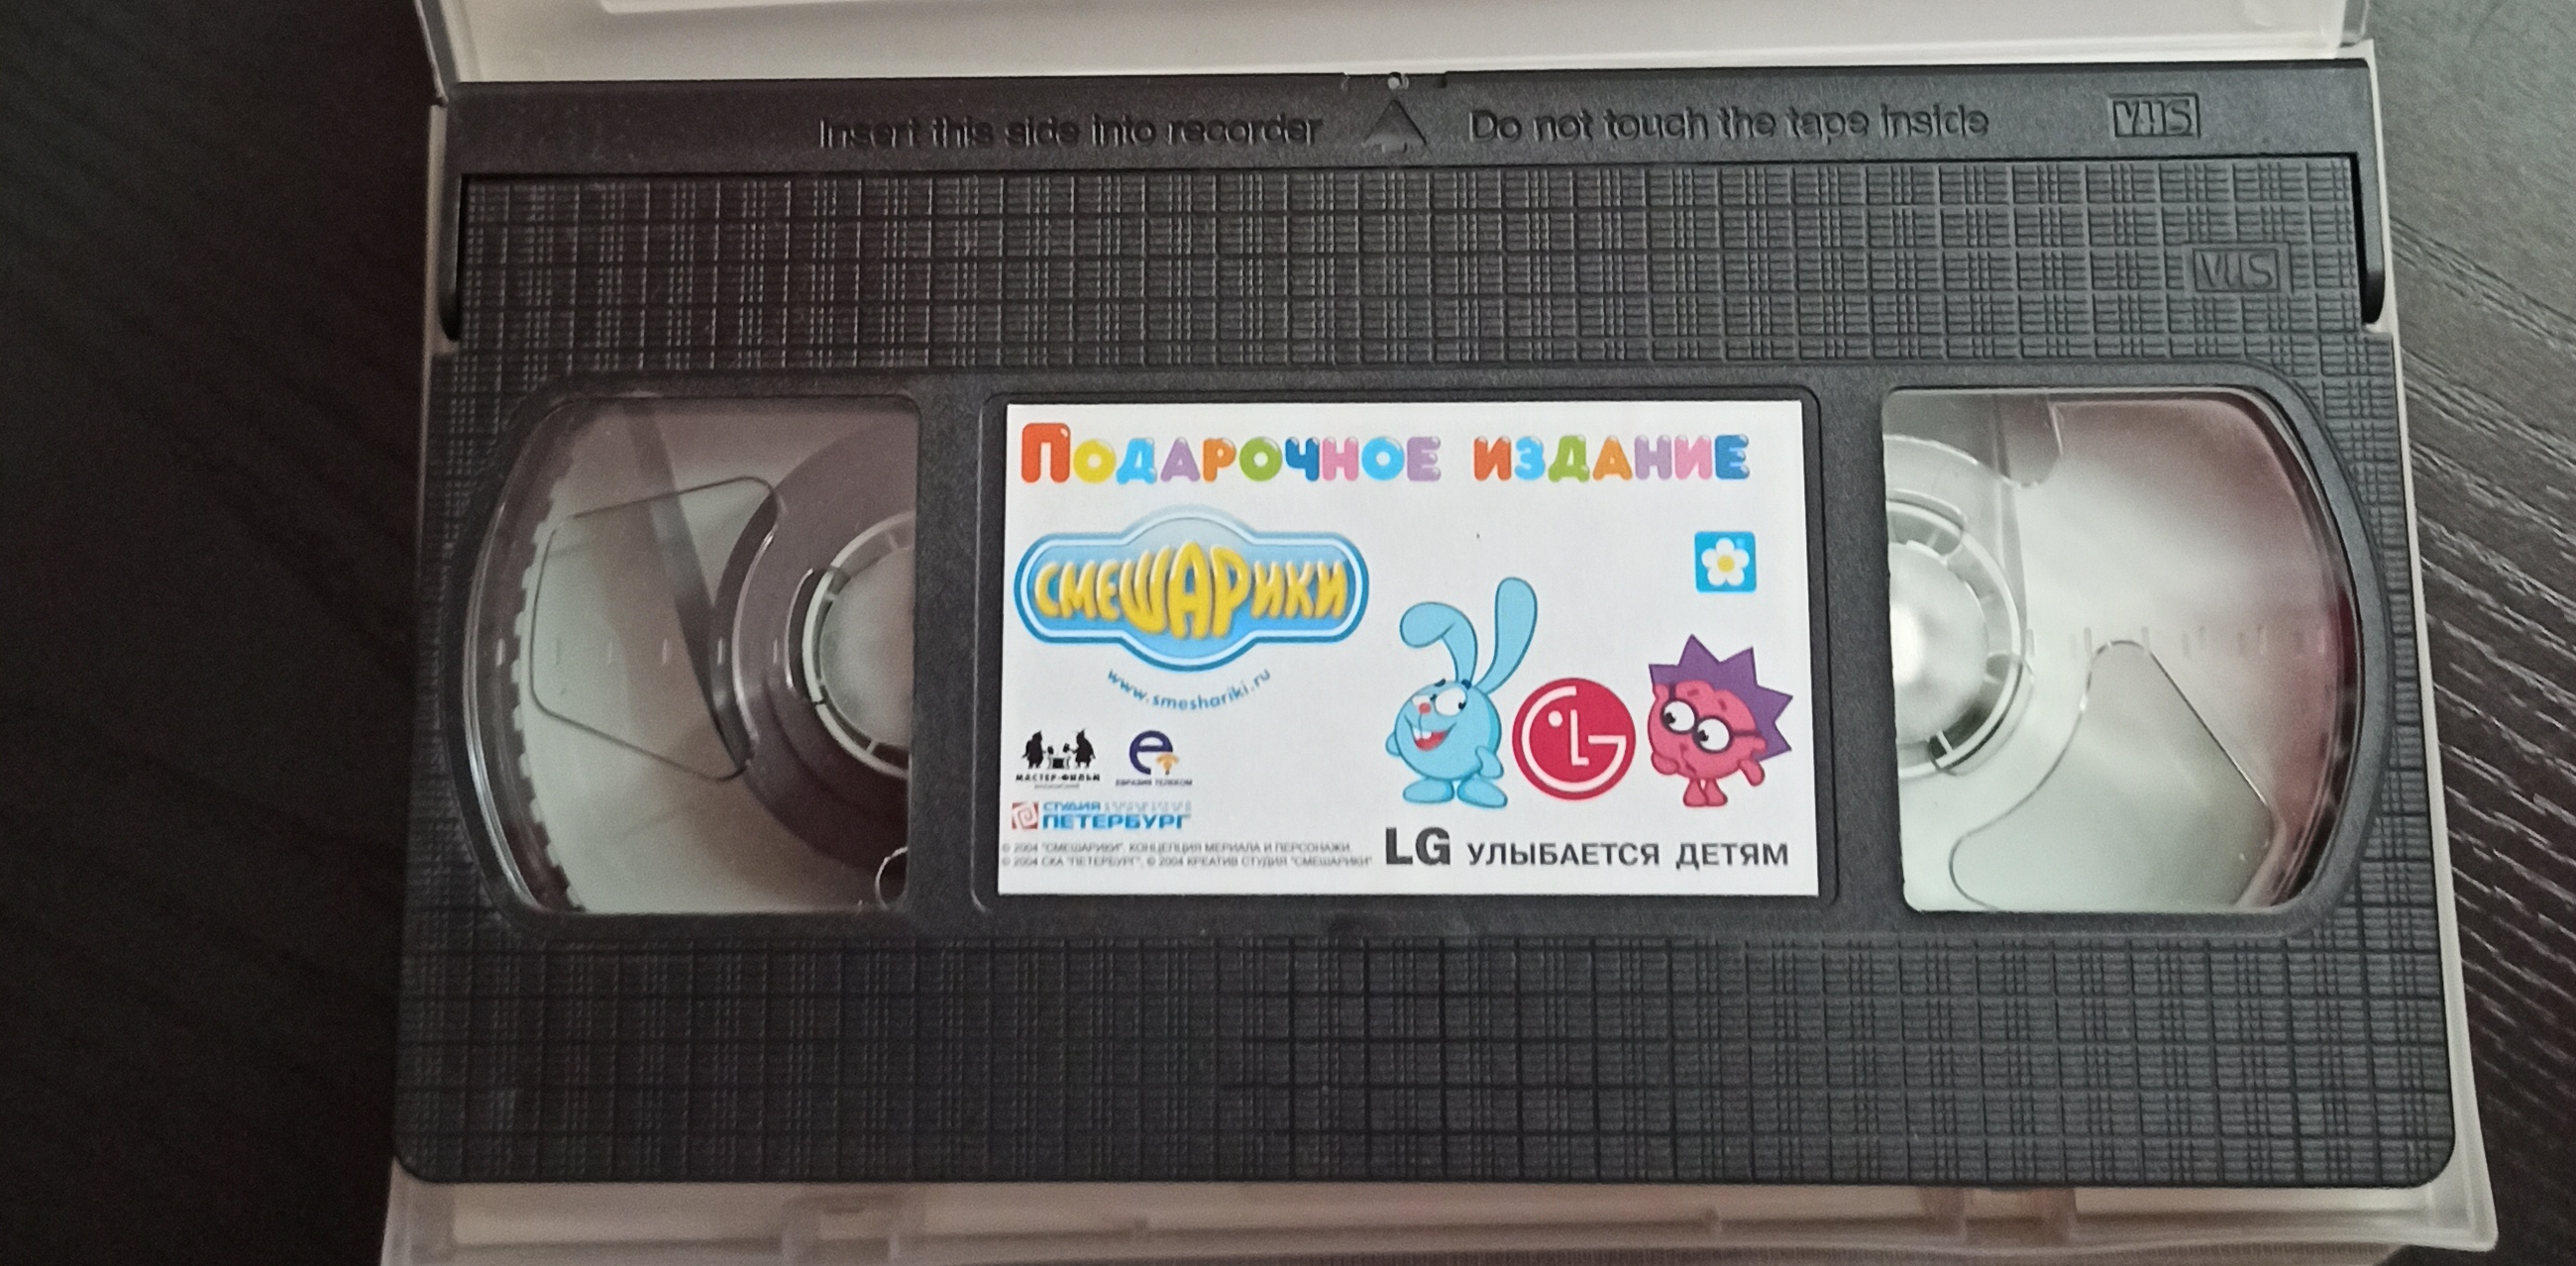 Insert this side into recorder
Do not touch the tape inside
VHS
VHS
ПОДАРОЧНОЕ ИЗДАНИЕ
СМЕШАРИКИ
www.smeshariki.ru
МАСТЕР-ФИЛЬМ
ЕВРАЗИЯ ТЕЛЕКОМ
СТУДИЯ
ПЕТЕРБУРГ
© 2004 "СМЕШАРИКИ", КОНЦЕПЦИЯ И ПЕРСОНАЖИ
© 2004 СКА "ПЕТЕРБУРГ", © 2004 КРЕАТИВ СТУДИЯ "СМЕШАРИКИ"
LG УЛЫБАЕТСЯ ДЕТЯМ